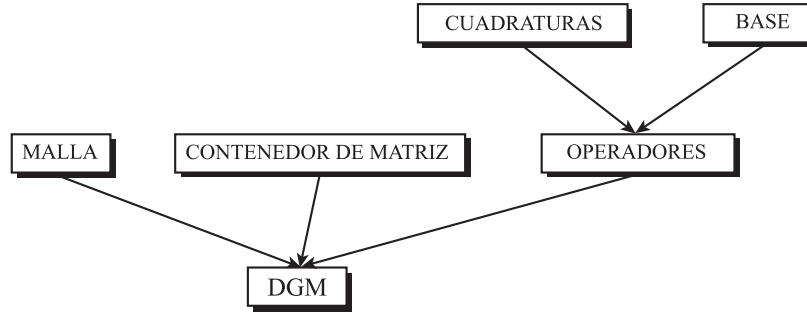 CUADRATURAS
BASE
MALLA
CONTENEDOR DE MATRIZ
OPERADORES
DGM